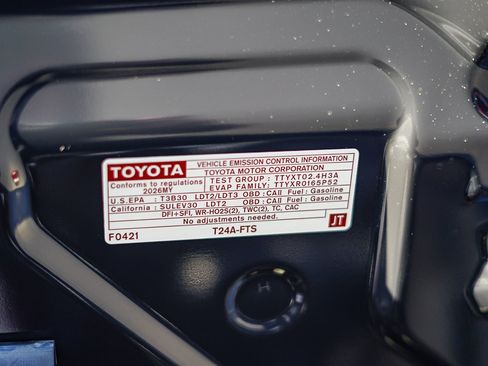 TOYOTA
VEHICLE EMISSION CONTROL INFORMATION
TOYOTA MOTOR CORPORATION
Conforms to regulations
2026MY
TEST GROUP : TTYXT02.4H3A
EVAP FAMILY: TTYXR0165P52
U.S.EPA : T3B30 LDT2/LDT3 OBD:Cal Fuel: Gasoline
California: SULEV30 LDT2 OBD:Cal Fuel: Gasoline
DFI+SFI, WR-HO2S(2), TWC(2), TC, CAC
No adjustments needed.
F0421 T24A-FTS JT
H